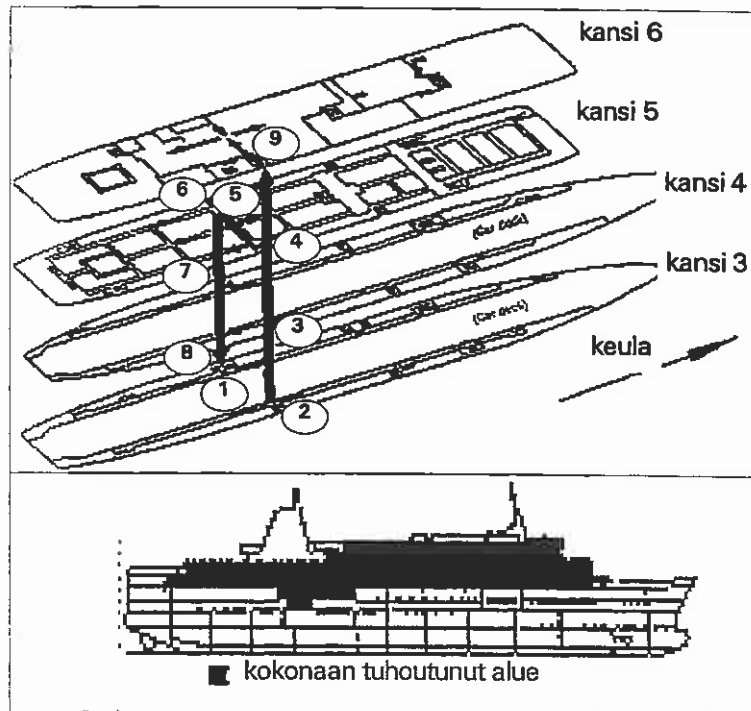 kansi 6
kansi 5
9
6
5
kansi 4
(Car deck)
4
7
kansi 3
3
(Car deck)
keula
8
1
2
kokonaan tuhoutunut alue